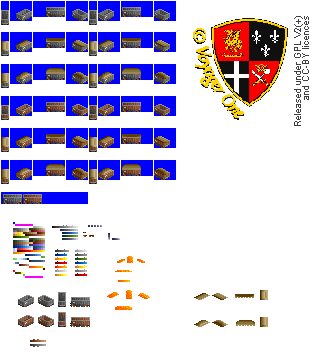 © Voyager One
Released under GPL V2(+)
and CC-BY licences